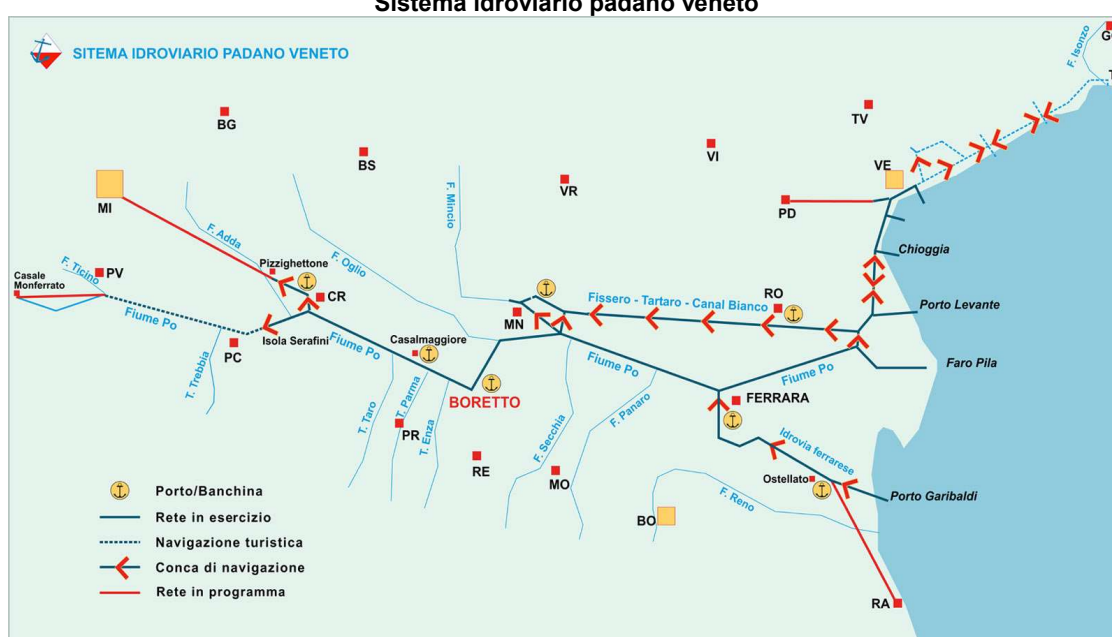 Sistema idroviario padano veneto
SITEMA IDROVIARIO PADANO VENETO
F. Isonzo
BG
TV
BS
VI
VE
VR
F. Mincio
MI
PD
F. Adda
F. Oglio
Chioggia
Pizzighettone
F. Ticino
PV
Casale
Monferrato
CR
Fissero - Tartaro - Canal Bianco
RO
Porto Levante
Fiume Po
MN
Isola Serafini
Fiume Po
Casalmaggiore
PC
Fiume Po
Faro Pila
Fiume Po
T. Trebbia
BORETTO
FERRARA
T. Taro
T. Parma
T. Enza
F. Secchia
F. Panaro
PR
RE
MO
Idrovia ferrarese
Ostellato
Porto Garibaldi
F. Reno
BO
RA
Porto/Banchina
Rete in esercizio
Navigazione turistica
Conca di navigazione
Rete in programma